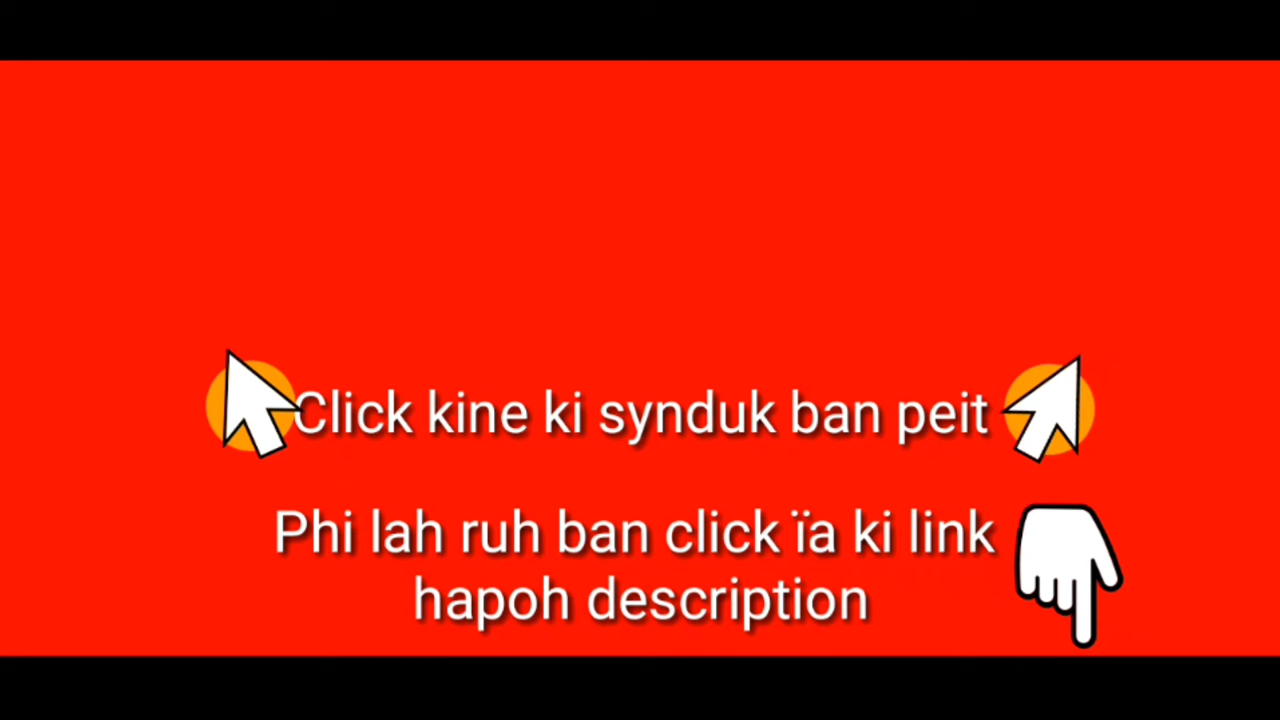 Click kine ki synduk ban peit
Phi lah ruh ban click ïa ki link
hapoh description